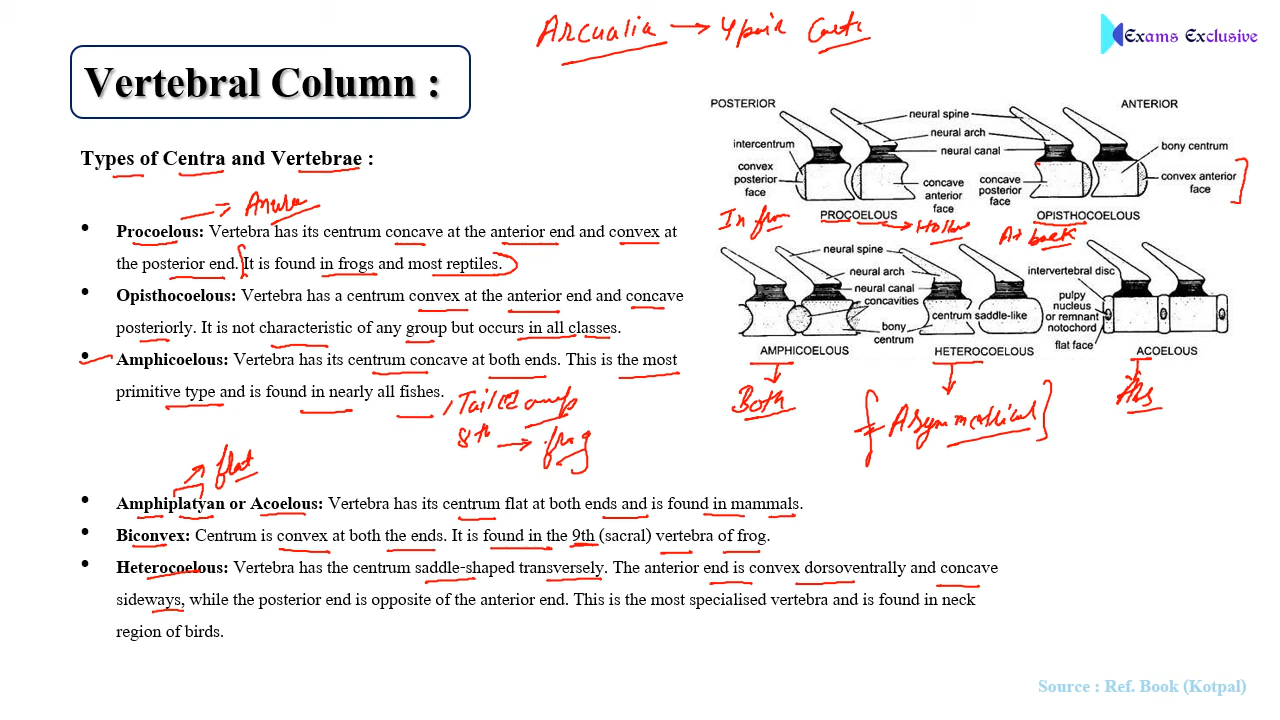 Arcualia → 4 pair
Exams Exclusive
Vertebral Column :
Types of Centra and Vertebrae :
→ Anura
• Procoelous: Vertebra has its centrum concave at the anterior end and convex at
the posterior end. It is found in frogs and most reptiles.
• Opisthocoelous: Vertebra has a centrum convex at the anterior end and concave
posteriorly. It is not characteristic of any group but occurs in all classes.
• Amphicoelous: Vertebra has its centrum concave at both ends. This is the most
primitive type and is found in nearly all fishes.
8th → frog
flat
• Amphiplatyan or Acoelous: Vertebra has its centrum flat at both ends and is found in mammals.
• Biconvex: Centrum is convex at both the ends. It is found in the 9th (sacral) vertebra of frog.
• Heterocoelous: Vertebra has the centrum saddle-shaped transversely. The anterior end is convex dorsoventrally and concave
sideways, while the posterior end is opposite of the anterior end. This is the most specialised vertebra and is found in neck
region of birds.
POSTERIOR
ANTERIOR
neural spine
neural arch
neural canal
intercentrum
convex
posterior
face
concave
anterior
face
concave
posterior
face
bony centrum
convex anterior
face
In
PROCOELOUS
OPISTHOCOELOUS
At back
neural spine
neural arch
neural canal
concavities
bony
centrum
centrum saddle-like
intervertebral disc
pulpy
nucleus
or remnant
notochord
flat face
AMPHICOELOUS
HETEROCOELOUS
ACOELOUS
Both
Asymmetrical
Source : Ref. Book (Kotpal)